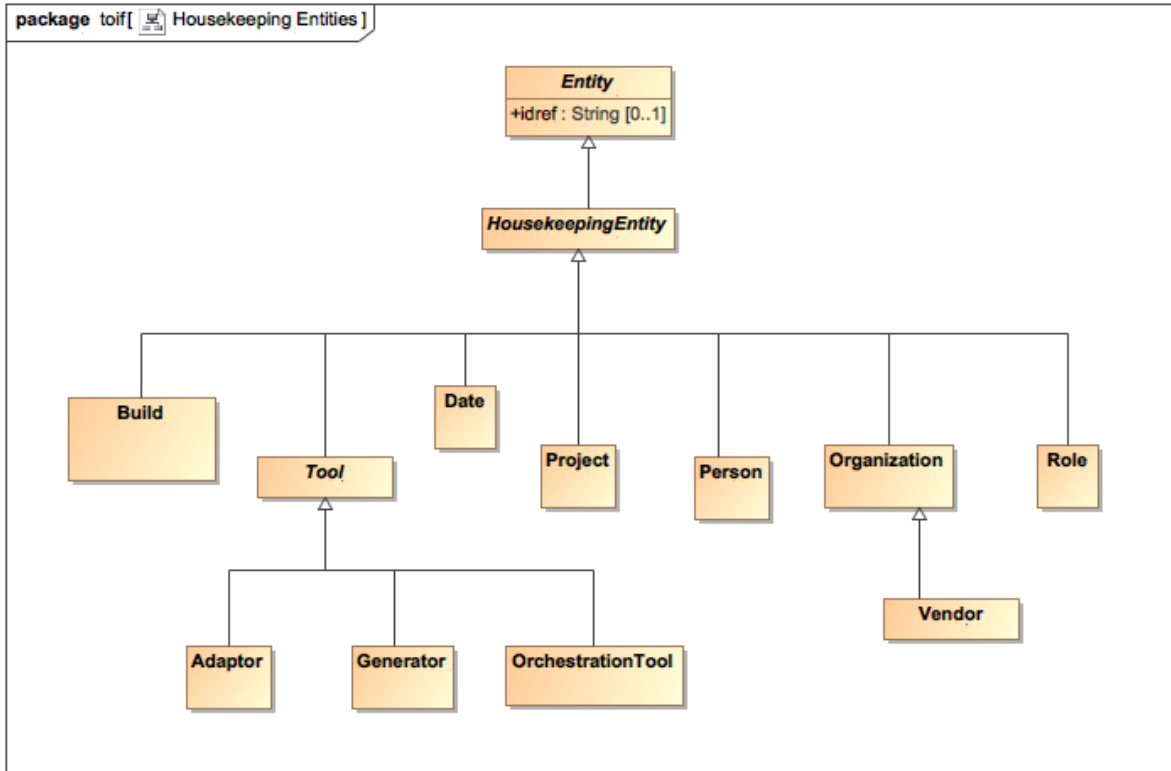 package toif[ Housekeeping Entities ]
Entity
+idref : String [0..1]
HousekeepingEntity
Build
Date
Tool
Project
Person
Organization
Role
Vendor
Adaptor
Generator
OrchestrationTool